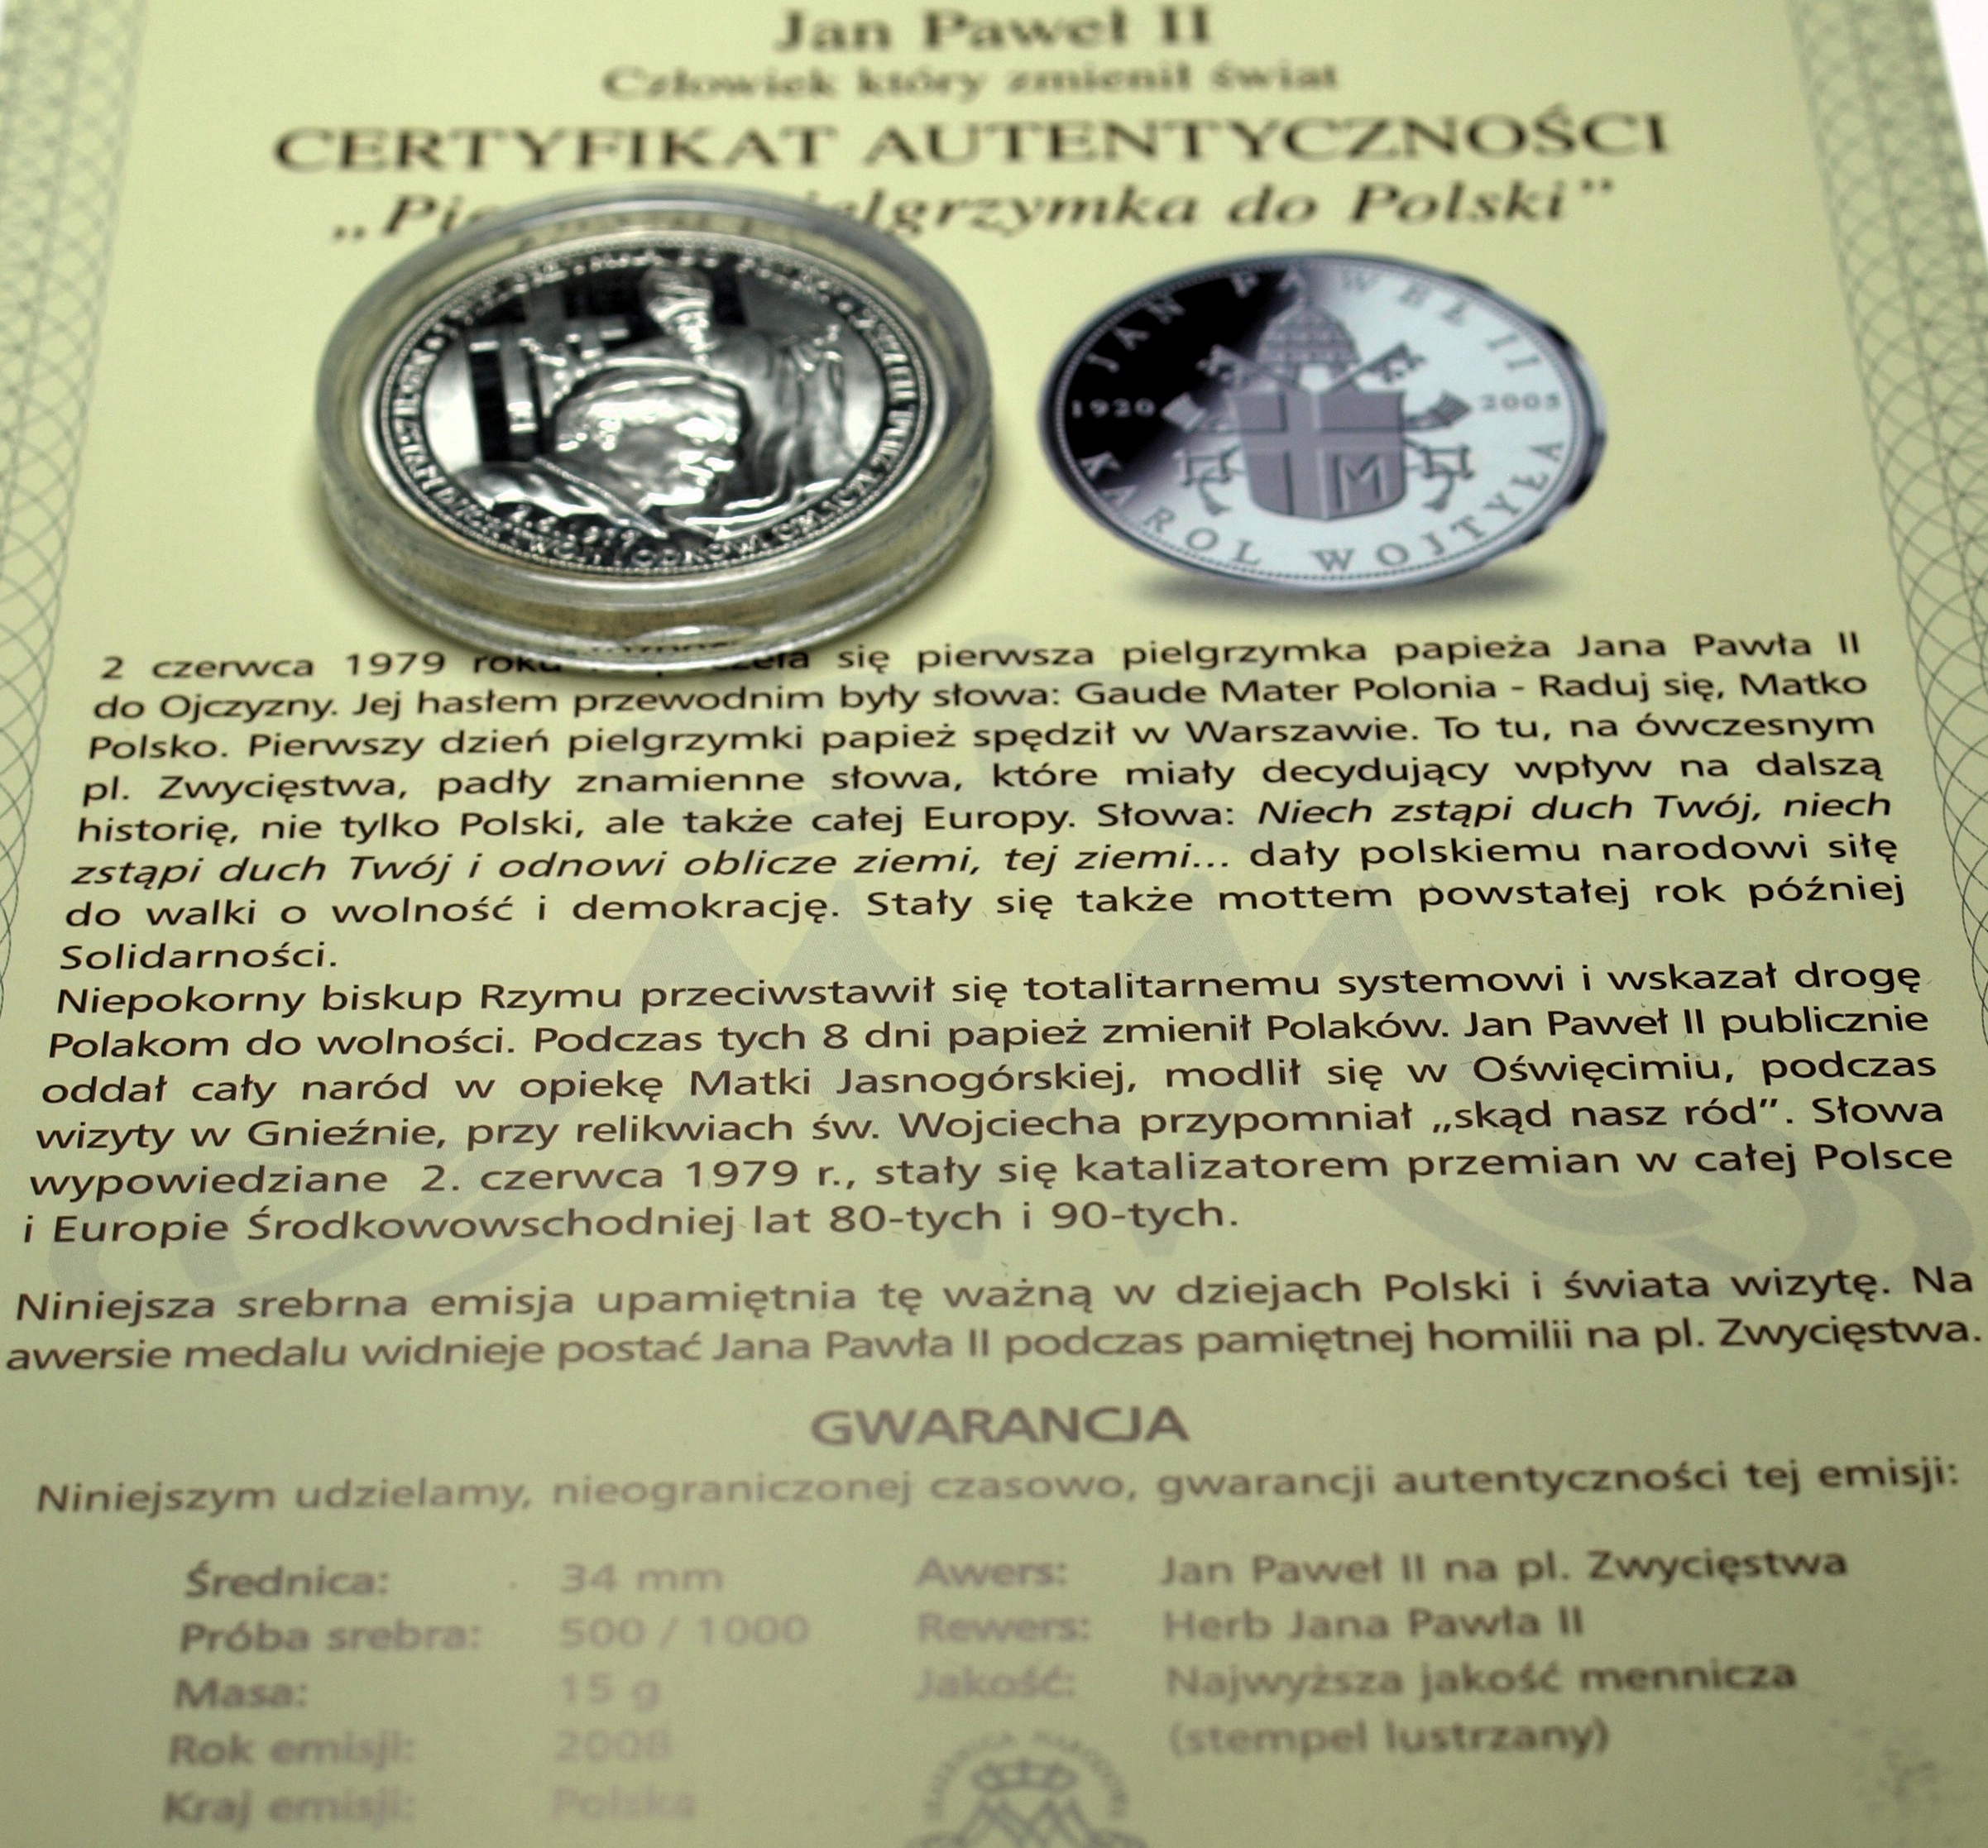 Jan Paweł II
Człowiek który zmienił świat
CERTYFIKAT AUTENTYCZNOŚCI
do Polski"
JAN PAWEŁ II
1920 2005
KAROL WOJTYŁA
2 czerwca 1979 roku się pierwsza pielgrzymka papieża Jana Pawła II
do Ojczyzny. Jej hasłem przewodnim były słowa: Gaude Mater Polonia - Raduj się, Matko
Polsko. Pierwszy dzień pielgrzymki papież spędził w Warszawie. To tu, na ówczesnym
pl. Zwycięstwa, padły znamienne słowa, które miały decydujący wpływ na dalszą
historię, nie tylko Polski, ale także całej Europy. Słowa: Niech zstąpi duch Twój, niech
zstąpi duch Twój i odnowi oblicze ziemi, tej ziemi... dały polskiemu narodowi siłę
do walki o wolność i demokrację. Stały się także mottem powstałej rok później
Solidarności.
Niepokorny biskup Rzymu przeciwstawił się totalitarnemu systemowi i wskazał drogę
Polakom do wolności. Podczas tych 8 dni papież zmienił Polaków. Jan Paweł II publicznie
oddał cały naród w opiekę Matki Jasnogórskiej, modlił się w Oświęcimiu, podczas
wizyty w Gnieźnie, przy relikwiach św. Wojciecha przypomniał „skąd nasz ród". Słowa
wypowiedziane 2. czerwca 1979 r., stały się katalizatorem przemian w całej Polsce
i Europie Środkowowschodniej lat 80-tych i 90-tych.
Niniejsza srebrna emisja upamiętnia tę ważną w dziejach Polski i świata wizytę. Na
awersie medalu widnieje postać Jana Pawła II podczas pamiętnej homilii na pl. Zwycięstwa.
GWARANCJA
Niniejszym udzielamy, nieograniczonej czasowo, gwarancji autentyczności tej emisji:
Średnica: 34 mm Awers: Jan Paweł II na pl. Zwycięstwa
Próba srebra: 500 / 1000 Rewers: Herb Jana Pawła II
Masa: 15 g Jakość: Najwyższa jakość mennicza
Rok emisji: 2008 (stempel lustrzany)
Kraj emisji: Polska